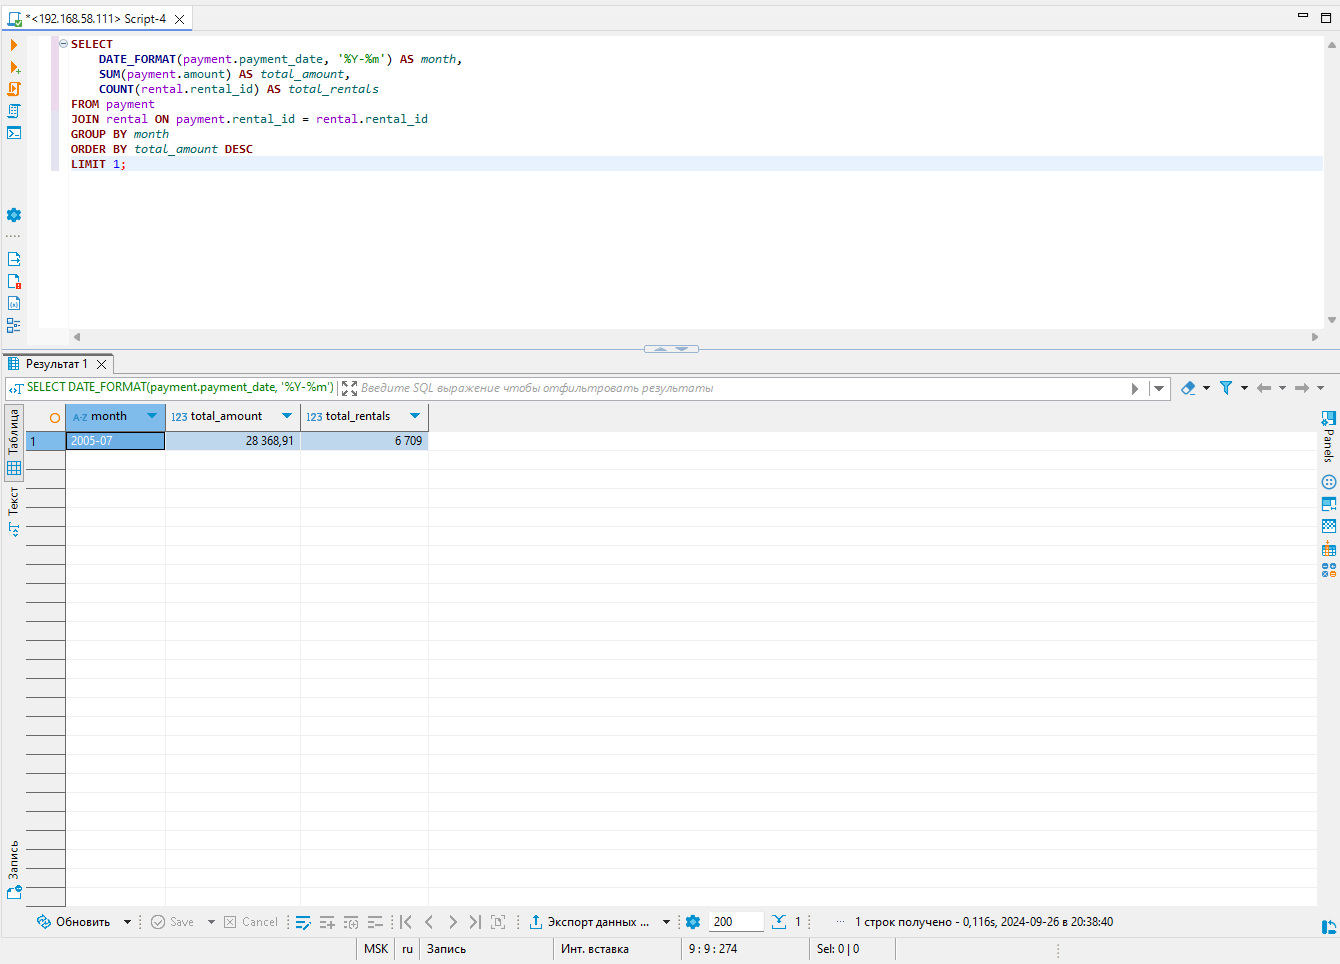 *<192.168.58.111> Script-4
SELECT
DATE_FORMAT(payment.payment_date, '%Y-%m') AS month,
SUM(payment.amount) AS total_amount,
COUNT(rental.rental_id) AS total_rentals
FROM payment
JOIN rental ON payment.rental_id = rental.rental_id
GROUP BY month
ORDER BY total_amount DESC
LIMIT 1;
Результат 1
SELECT DATE_FORMAT(payment.payment_date, '%Y-%m') Введите SQL выражение чтобы отфильтровать результаты
Таблица
Текст
Запись
A-Z month 123 total_amount 123 total_rentals
1 2005-07 28 368,91 6 709
Panels
Обновить Save Cancel Экспорт данных ... 200 1 ... 1 строк получено - 0,116s, 2024-09-26 в 20:38:40
MSK ru Запись Инт. вставка 9 : 9 : 274 Sel: 0 | 0